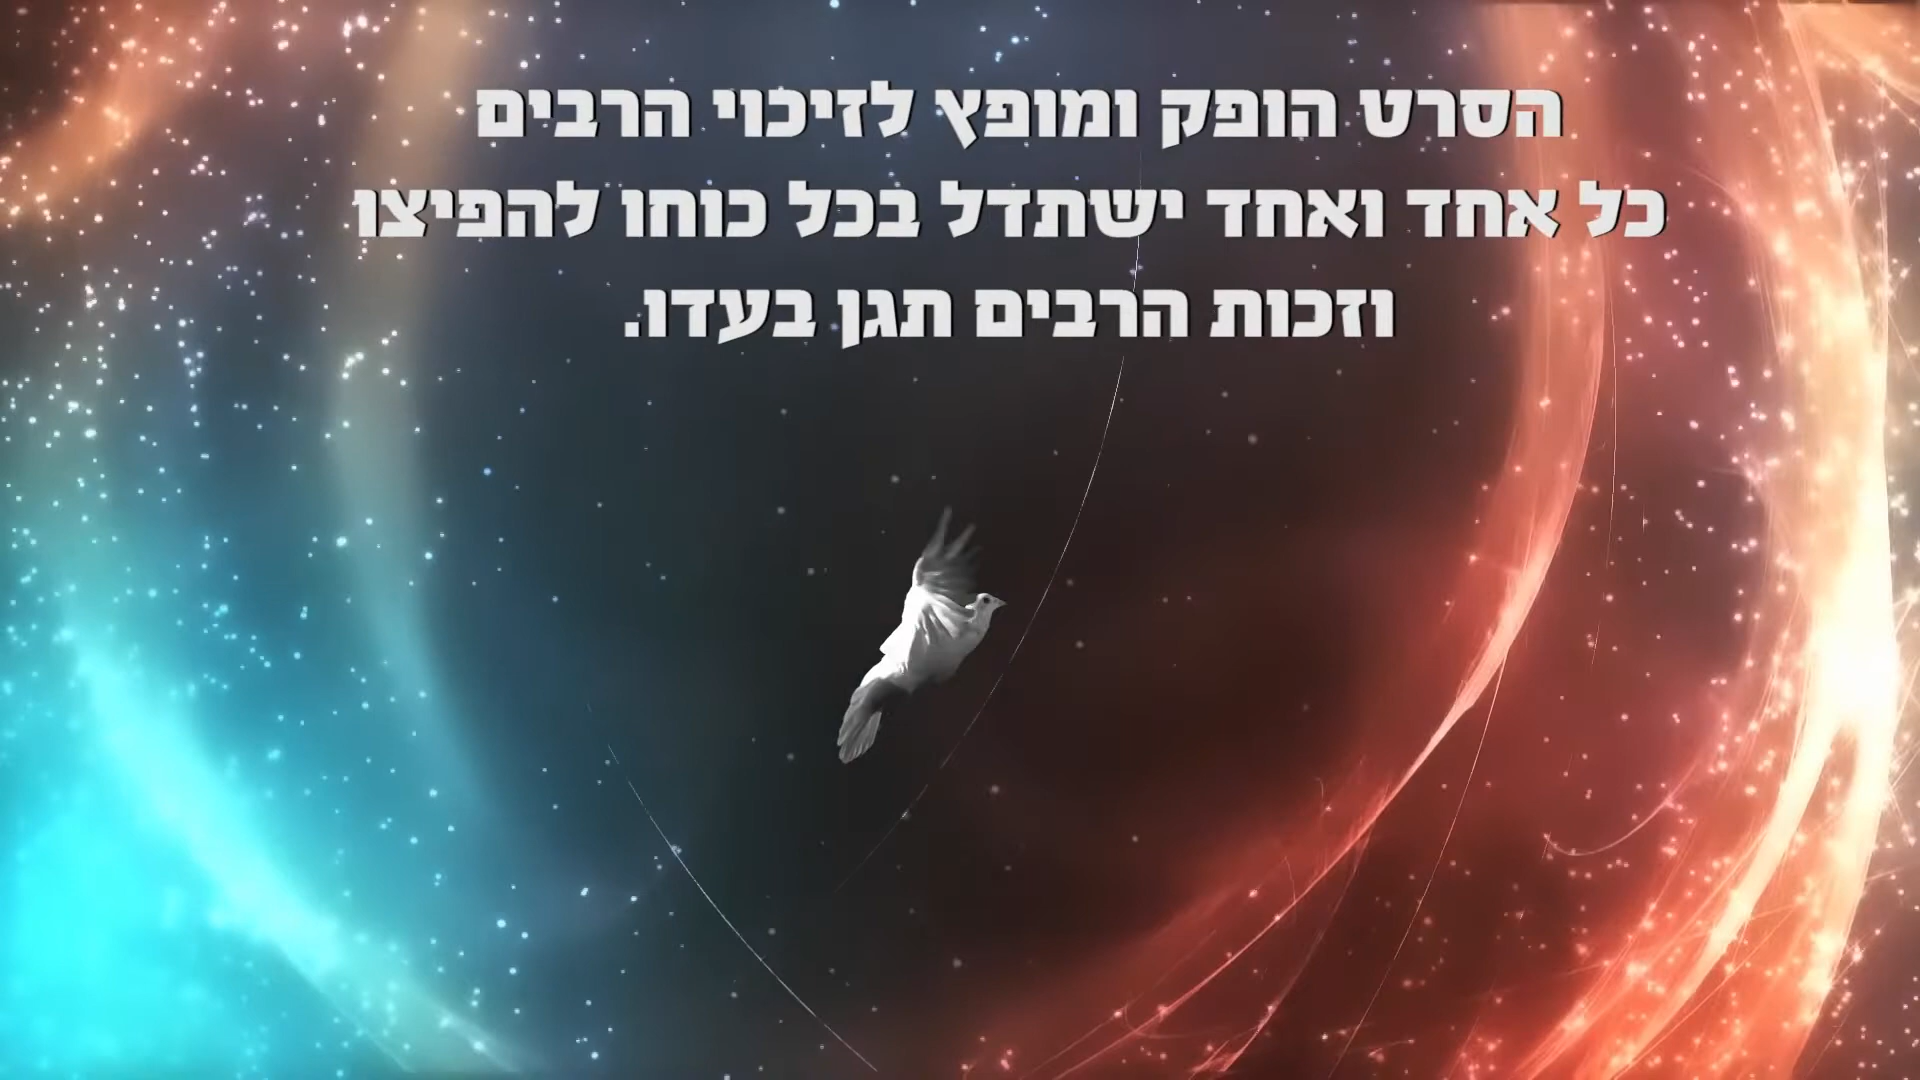 הסרט הופק ומופץ לזיכוי הרבים
כל אחד ואחד ישתדל בכל כוחו להפיצו
וזכות הרבים תגן בעדו.